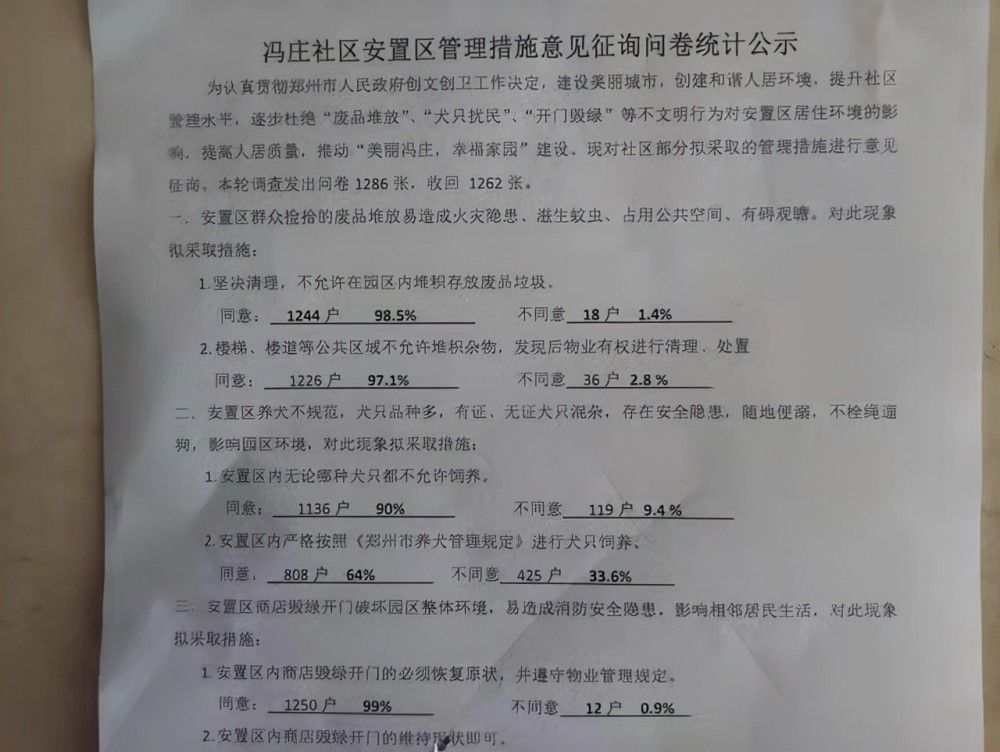 冯庄社区安置区管理措施意见征询问卷统计公示
为认真贯彻郑州市人民政府创文创卫工作决定，建设美丽城市，创建和谐人居环境，提升社区
管理水平，逐步杜绝“废品堆放”、“犬只扰民”、“开门毁绿”等不文明行为对安置区居住环境的影
响，提高人居质量，推动“美丽冯庄，幸福家园”建设。现对社区部分拟采取的管理措施进行意见
征询。本轮调查发出问卷 1286 张，收回 1262 张。
一、安置区群众捡拾的废品堆放易造成火灾隐患、滋生蚊虫、占用公共空间、有碍观瞻。对此现象
拟采取措施：
1.坚决清理，不允许在园区内堆积存放废品垃圾。
同意： 1244 户 98.5% 不同意 18 户 1.4%
2.楼梯、楼道等公共区域不允许堆积杂物，发现后物业有权进行清理、处置
同意： 1226 户 97.1% 不同意 36 户 2.8 %
二、安置区养犬不规范，犬只品种多，有证、无证犬只混杂，存在安全隐患，随地便溺，不栓绳遛
狗，影响园区环境，对此现象拟采取措施：
1.安置区内无论哪种犬只都不允许饲养。
同意： 1136 户 90% 不同意 119 户 9.4 %
2.安置区内严格按照《郑州市养犬管理规定》进行犬只饲养、
同意， 808 户 64% 不同意 425 户 33.6%
三、安置区商店毁绿开门破坏园区整体环境，易造成消防安全隐患，影响相邻居民生活，对此现象
拟采取措施：
1.安置区内商店毁绿开门的必须恢复原状，并遵守物业管理规定。
同意： 1250 户 99% 不同意 12 户 0.9%
2.安置区内商店毁绿开门的维持现状即可。